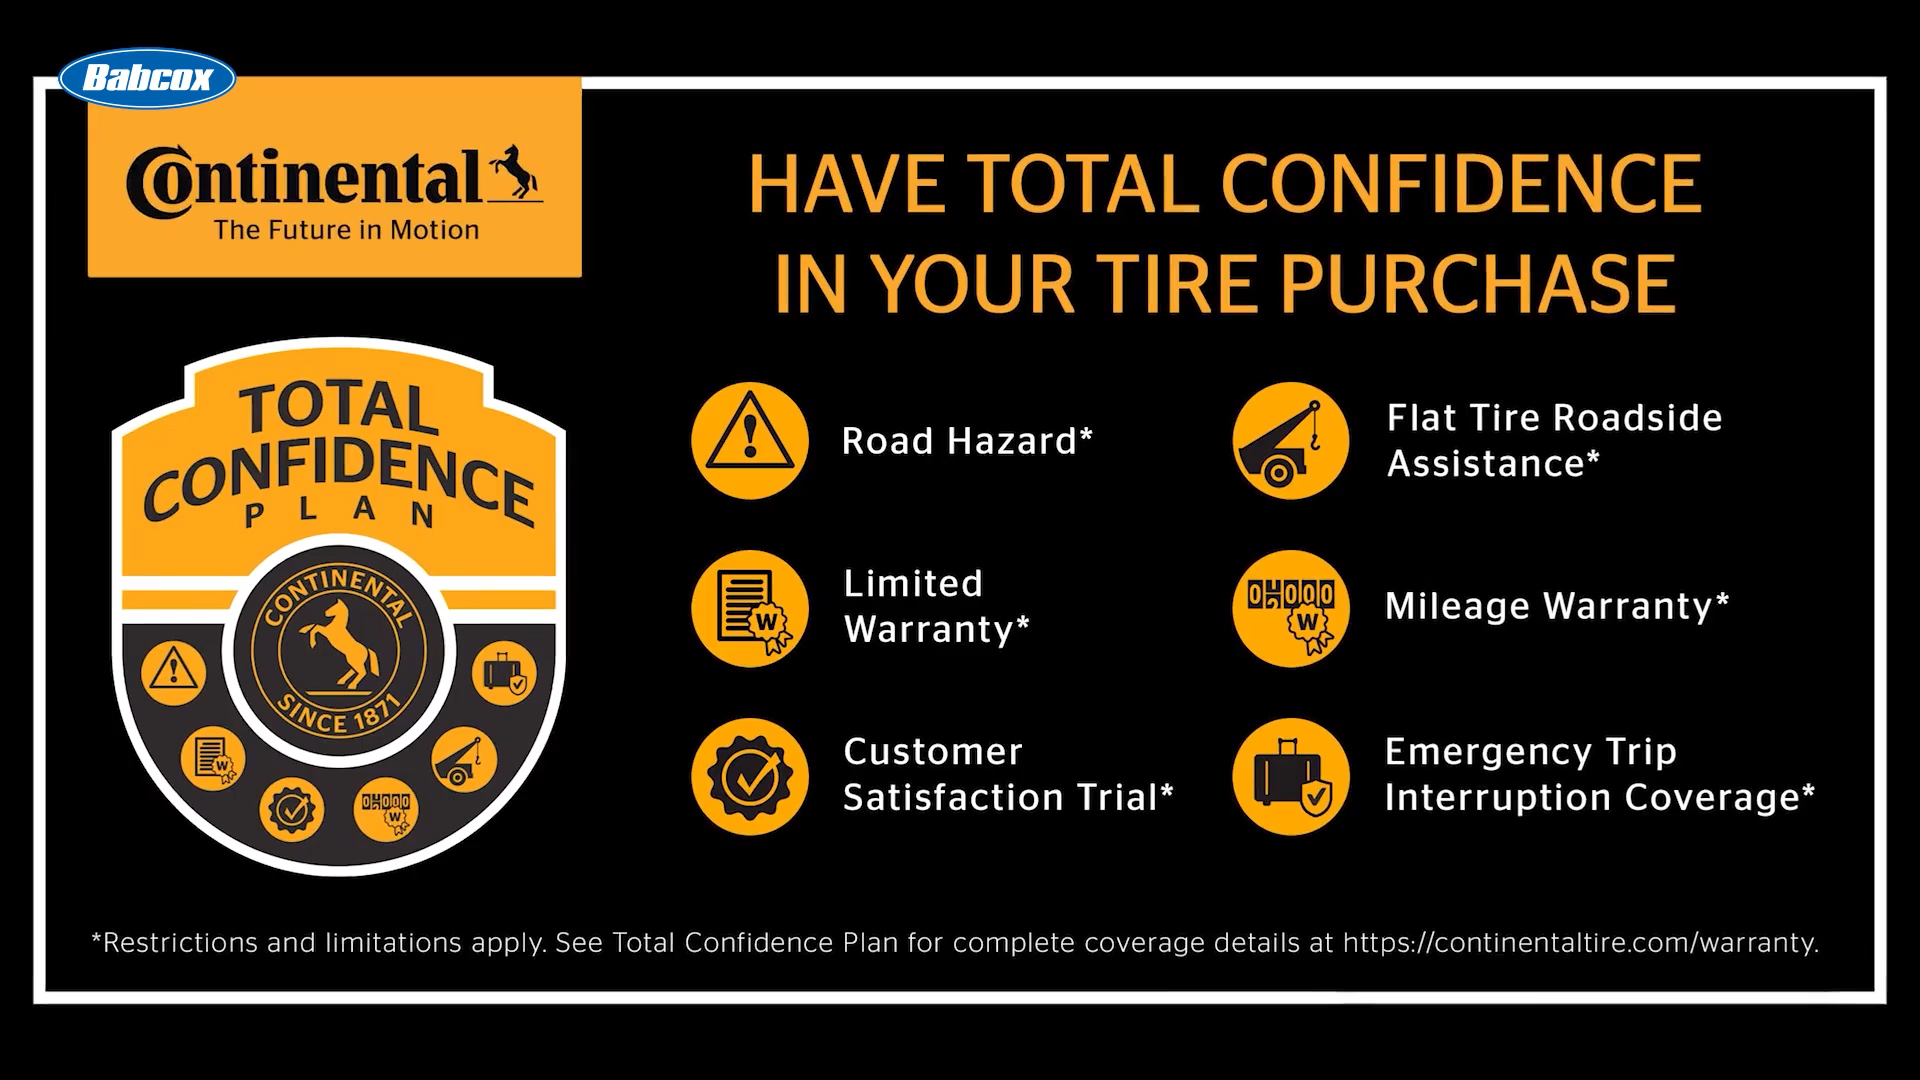 Babcox
Continental
The Future in Motion
HAVE TOTAL CONFIDENCE
IN YOUR TIRE PURCHASE
TOTAL
CONFIDENCE
PLAN
CONTINENTAL
SINCE 1871
W
W
Road Hazard*
Flat Tire Roadside
Assistance*
W
Limited
Warranty*
W
Mileage Warranty*
Customer
Satisfaction Trial*
Emergency Trip
Interruption Coverage*
*Restrictions and limitations apply. See Total Confidence Plan for complete coverage details at https://continentaltire.com/warranty.